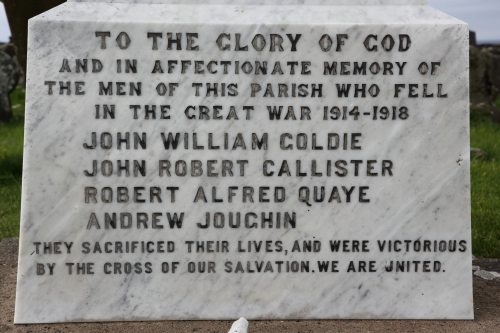 TO THE GLORY OF GOD
AND IN AFFECTIONATE MEMORY OF
THE MEN OF THIS PARISH WHO FELL
IN THE GREAT WAR 1914-1918
JOHN WILLIAM GOLDIE
JOHN ROBERT CALLISTER
ROBERT ALFRED QUAYE
ANDREW JOUGHIN
THEY SACRIFICED THEIR LIVES, AND WERE VICTORIOUS
BY THE CROSS OF OUR SALVATION. WE ARE JNITED.